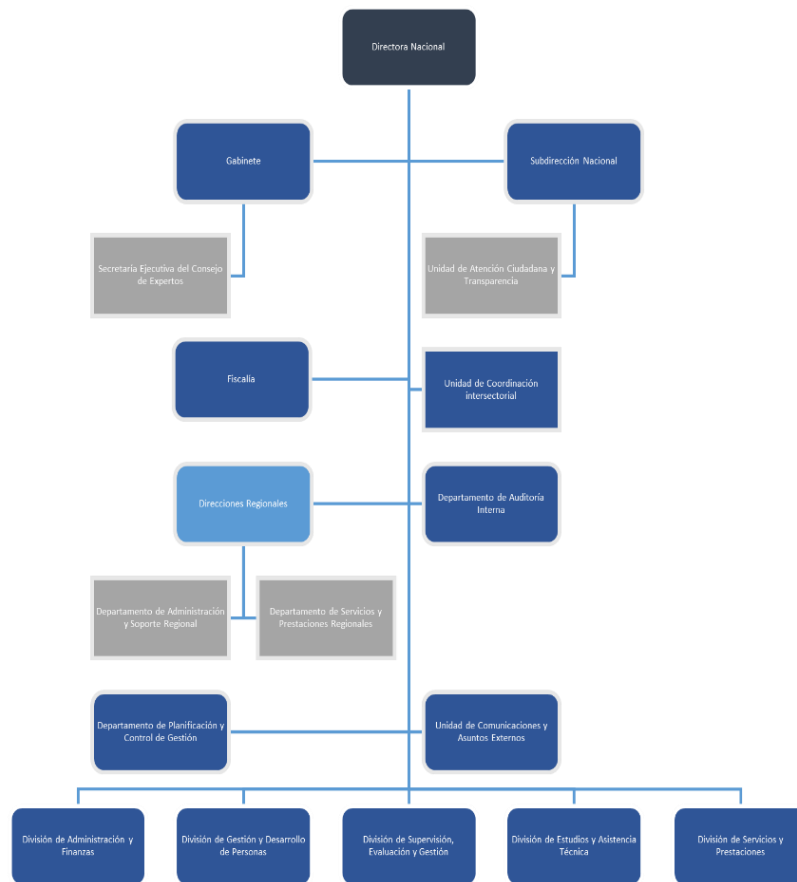 Directora Nacional
Gabinete
Subdirección Nacional
Secretaría Ejecutiva del Consejo
de Expertos
Unidad de Atención Ciudadana y
Transparencia
Fiscalía
Unidad de Coordinación
intersectorial
Direcciones Regionales
Departamento de Auditoría
Interna
Departamento de Administración
y Soporte Regional
Departamento de Servicios y
Prestaciones Regionales
Departamento de Planificación y
Control de Gestión
Unidad de Comunicaciones y
Asuntos Externos
División de Administración y
Finanzas
División de Gestión y Desarrollo
de Personas
División de Supervisión,
Evaluación y Gestión
División de Estudios y Asistencia
Técnica
División de Servicios y
Prestaciones